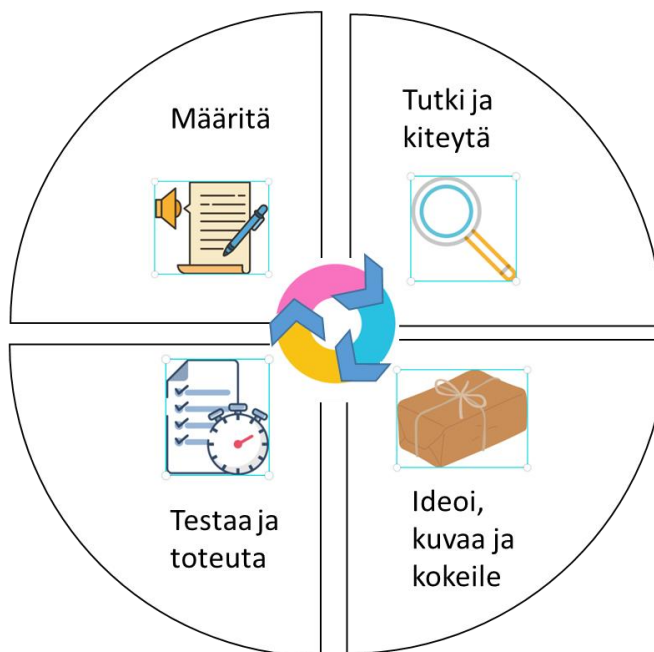 Määritä
Tutki ja
kiteytä
Ideoi,
kuvaa ja
kokeile
Testaa ja
toteuta